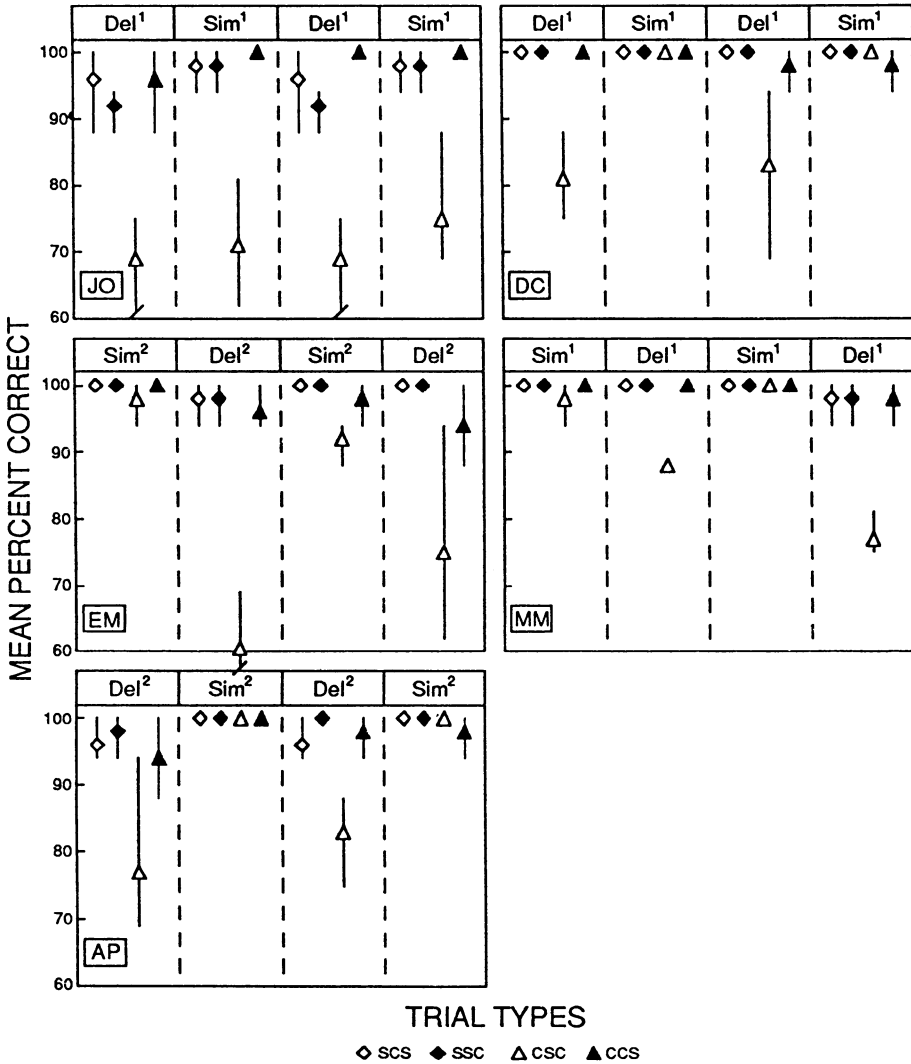 Del¹ Sim¹ Del¹ Sim¹
100
90
80
70
60
JO
Del¹ Sim¹ Del¹ Sim¹
DC
Sim² Del² Sim² Del²
100
90
80
70
60
EM
Sim¹ Del¹ Sim¹ Del¹
MM
Del² Sim² Del² Sim²
100
90
80
70
60
AP
MEAN PERCENT CORRECT
TRIAL TYPES
SCS SSC CSC CCS